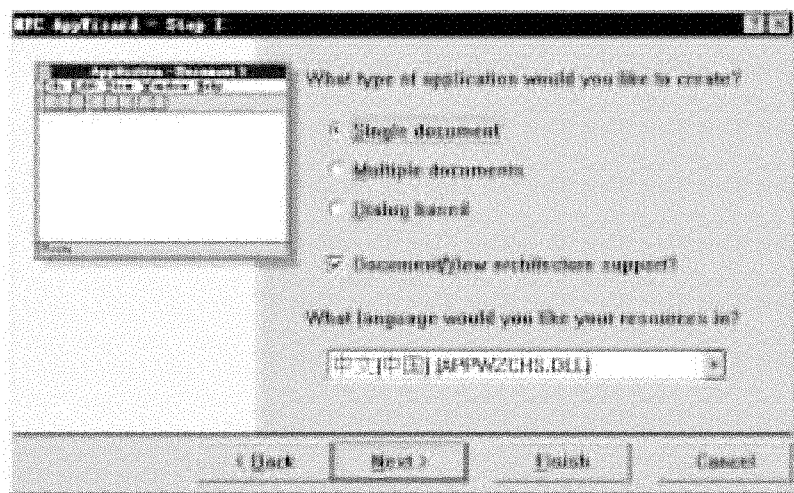 MFC AppWizard - Step 1
What type of application would you like to create?
Single document
Multiple documents
Dialog based
Document/View architecture support?
What language would you like your resources in?
中文[中国] (APPWZCHS.DLL)
< Back Next > Finish Cancel